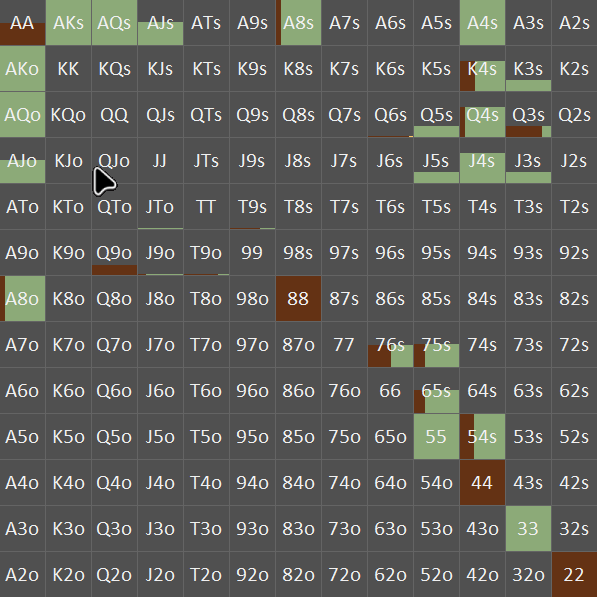 AA AKs AQs AJs ATs A9s A8s A7s A6s A5s A4s A3s A2s
AKo KK KQs KJs KTs K9s K8s K7s K6s K5s K4s K3s K2s
AQo KQo QQ QJs QTs Q9s Q8s Q7s Q6s Q5s Q4s Q3s Q2s
AJo KJo QJo JJ JTs J9s J8s J7s J6s J5s J4s J3s J2s
ATo KTo QTo JTo TT T9s T8s T7s T6s T5s T4s T3s T2s
A9o K9o Q9o J9o T9o 99 98s 97s 96s 95s 94s 93s 92s
A8o K8o Q8o J8o T8o 98o 88 87s 86s 85s 84s 83s 82s
A7o K7o Q7o J7o T7o 97o 87o 77 76s 75s 74s 73s 72s
A6o K6o Q6o J6o T6o 96o 86o 76o 66 65s 64s 63s 62s
A5o K5o Q5o J5o T5o 95o 85o 75o 65o 55 54s 53s 52s
A4o K4o Q4o J4o T4o 94o 84o 74o 64o 54o 44 43s 42s
A3o K3o Q3o J3o T3o 93o 83o 73o 63o 53o 43o 33 32s
A2o K2o Q2o J2o T2o 92o 82o 72o 62o 52o 42o 32o 22